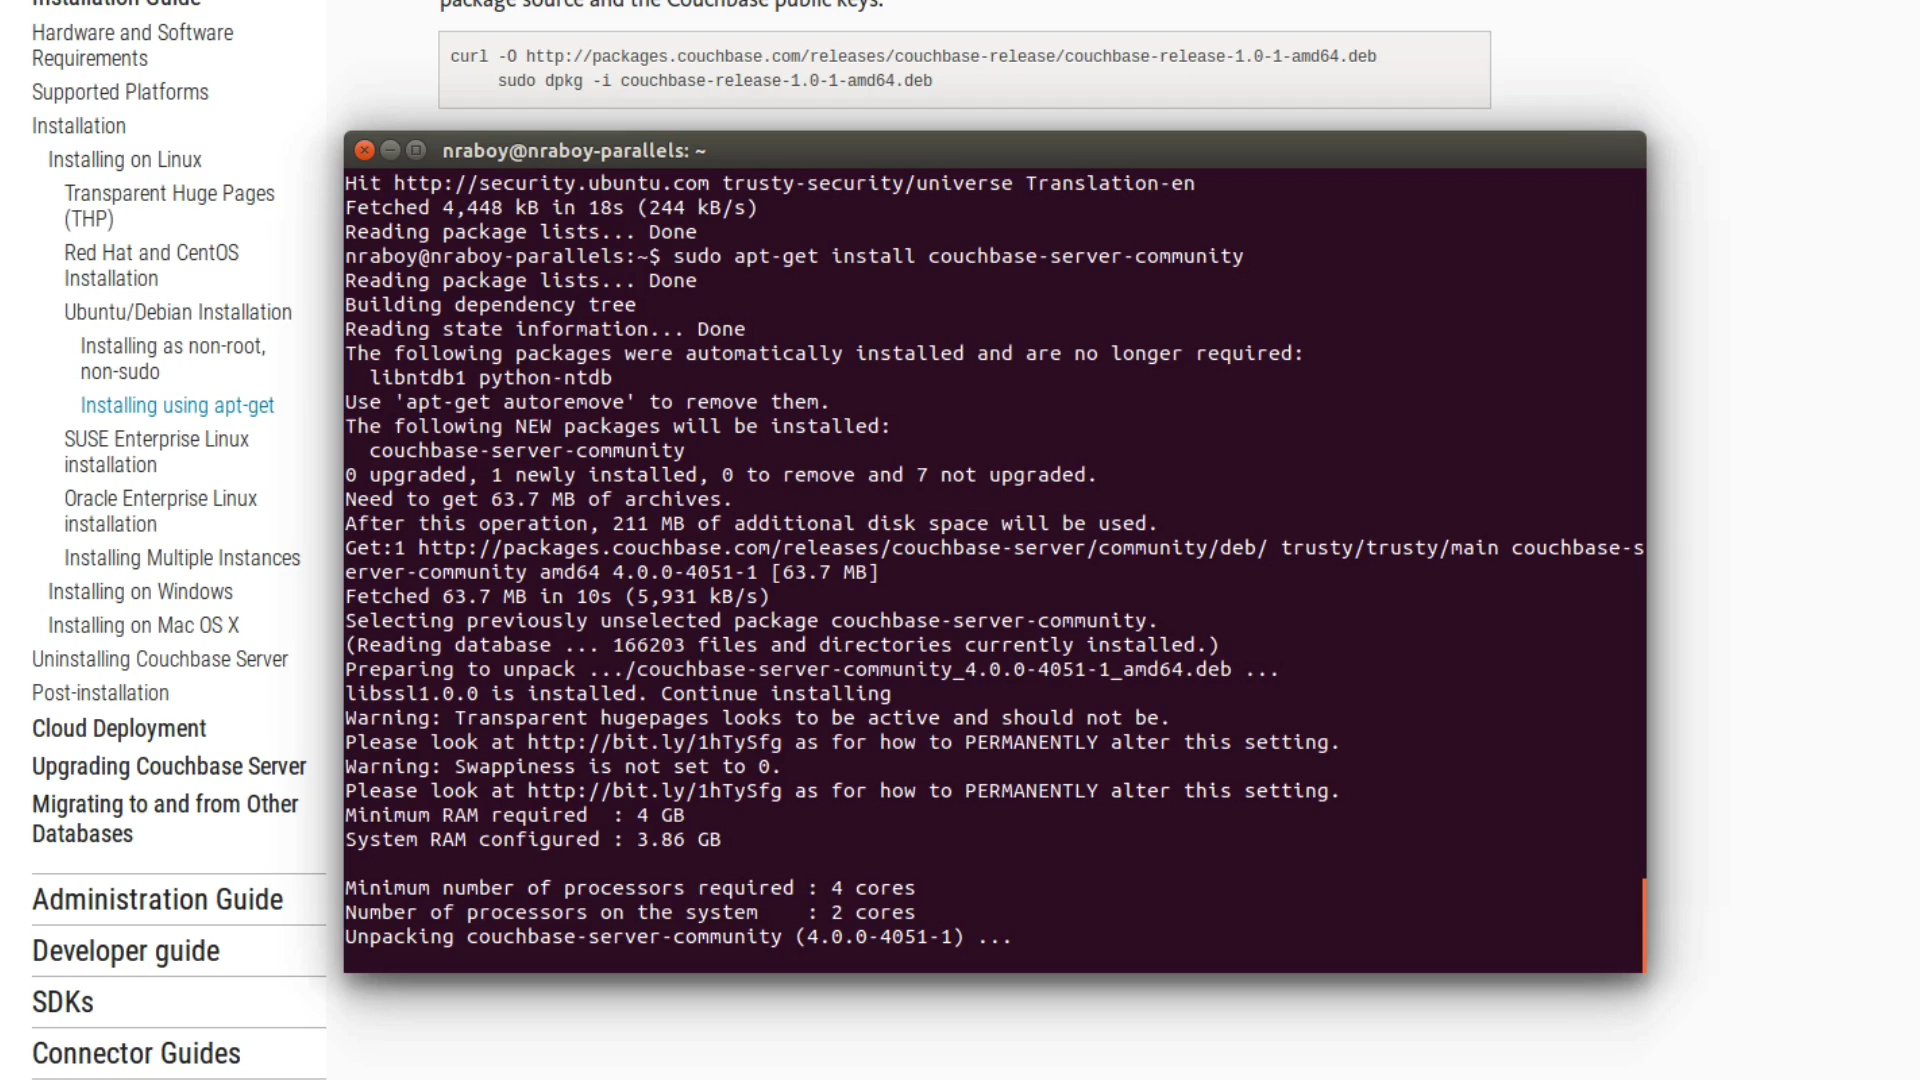 Installation Guide
Hardware and Software
Requirements
Supported Platforms
Installation
Installing on Linux
Transparent Huge Pages
(THP)
Red Hat and CentOS
Installation
Ubuntu/Debian Installation
Installing as non-root,
non-sudo
Installing using apt-get
SUSE Enterprise Linux
installation
Oracle Enterprise Linux
installation
Installing Multiple Instances
Installing on Windows
Installing on Mac OS X
Uninstalling Couchbase Server
Post-installation
Cloud Deployment
Upgrading Couchbase Server
Migrating to and from Other
Databases
Administration Guide
Developer guide
SDKs
Connector Guides
package source and the Couchbase public keys.
curl -O http://packages.couchbase.com/releases/couchbase-release/couchbase-release-1.0-1-amd64.deb
sudo dpkg -i couchbase-release-1.0-1-amd64.deb
nraboy@nraboy-parallels: ~
Hit http://security.ubuntu.com trusty-security/universe Translation-en
Fetched 4,448 kB in 18s (244 kB/s)
Reading package lists... Done
nraboy@nraboy-parallels:~$ sudo apt-get install couchbase-server-community
Reading package lists... Done
Building dependency tree
Reading state information... Done
The following packages were automatically installed and are no longer required:
libntdb1 python-ntdb
Use 'apt-get autoremove' to remove them.
The following NEW packages will be installed:
couchbase-server-community
0 upgraded, 1 newly installed, 0 to remove and 7 not upgraded.
Need to get 63.7 MB of archives.
After this operation, 211 MB of additional disk space will be used.
Get:1 http://packages.couchbase.com/releases/couchbase-server/community/deb/ trusty/trusty/main couchbase-s
erver-community amd64 4.0.0-4051-1 [63.7 MB]
Fetched 63.7 MB in 10s (5,931 kB/s)
Selecting previously unselected package couchbase-server-community.
(Reading database ... 166203 files and directories currently installed.)
Preparing to unpack .../couchbase-server-community_4.0.0-4051-1_amd64.deb ...
libssl1.0.0 is installed. Continue installing
Warning: Transparent hugepages looks to be active and should not be.
Please look at http://bit.ly/1hTySfg as for how to PERMANENTLY alter this setting.
Warning: Swappiness is not set to 0.
Please look at http://bit.ly/1hTySfg as for how to PERMANENTLY alter this setting.
Minimum RAM required  : 4 GB
System RAM configured : 3.86 GB
Minimum number of processors required : 4 cores
Number of processors on the system    : 2 cores
Unpacking couchbase-server-community (4.0.0-4051-1) ...